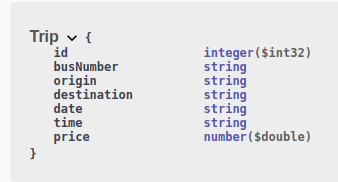 Trip {
id integer($int32)
busNumber string
origin string
destination string
date string
time string
price number($double)
}